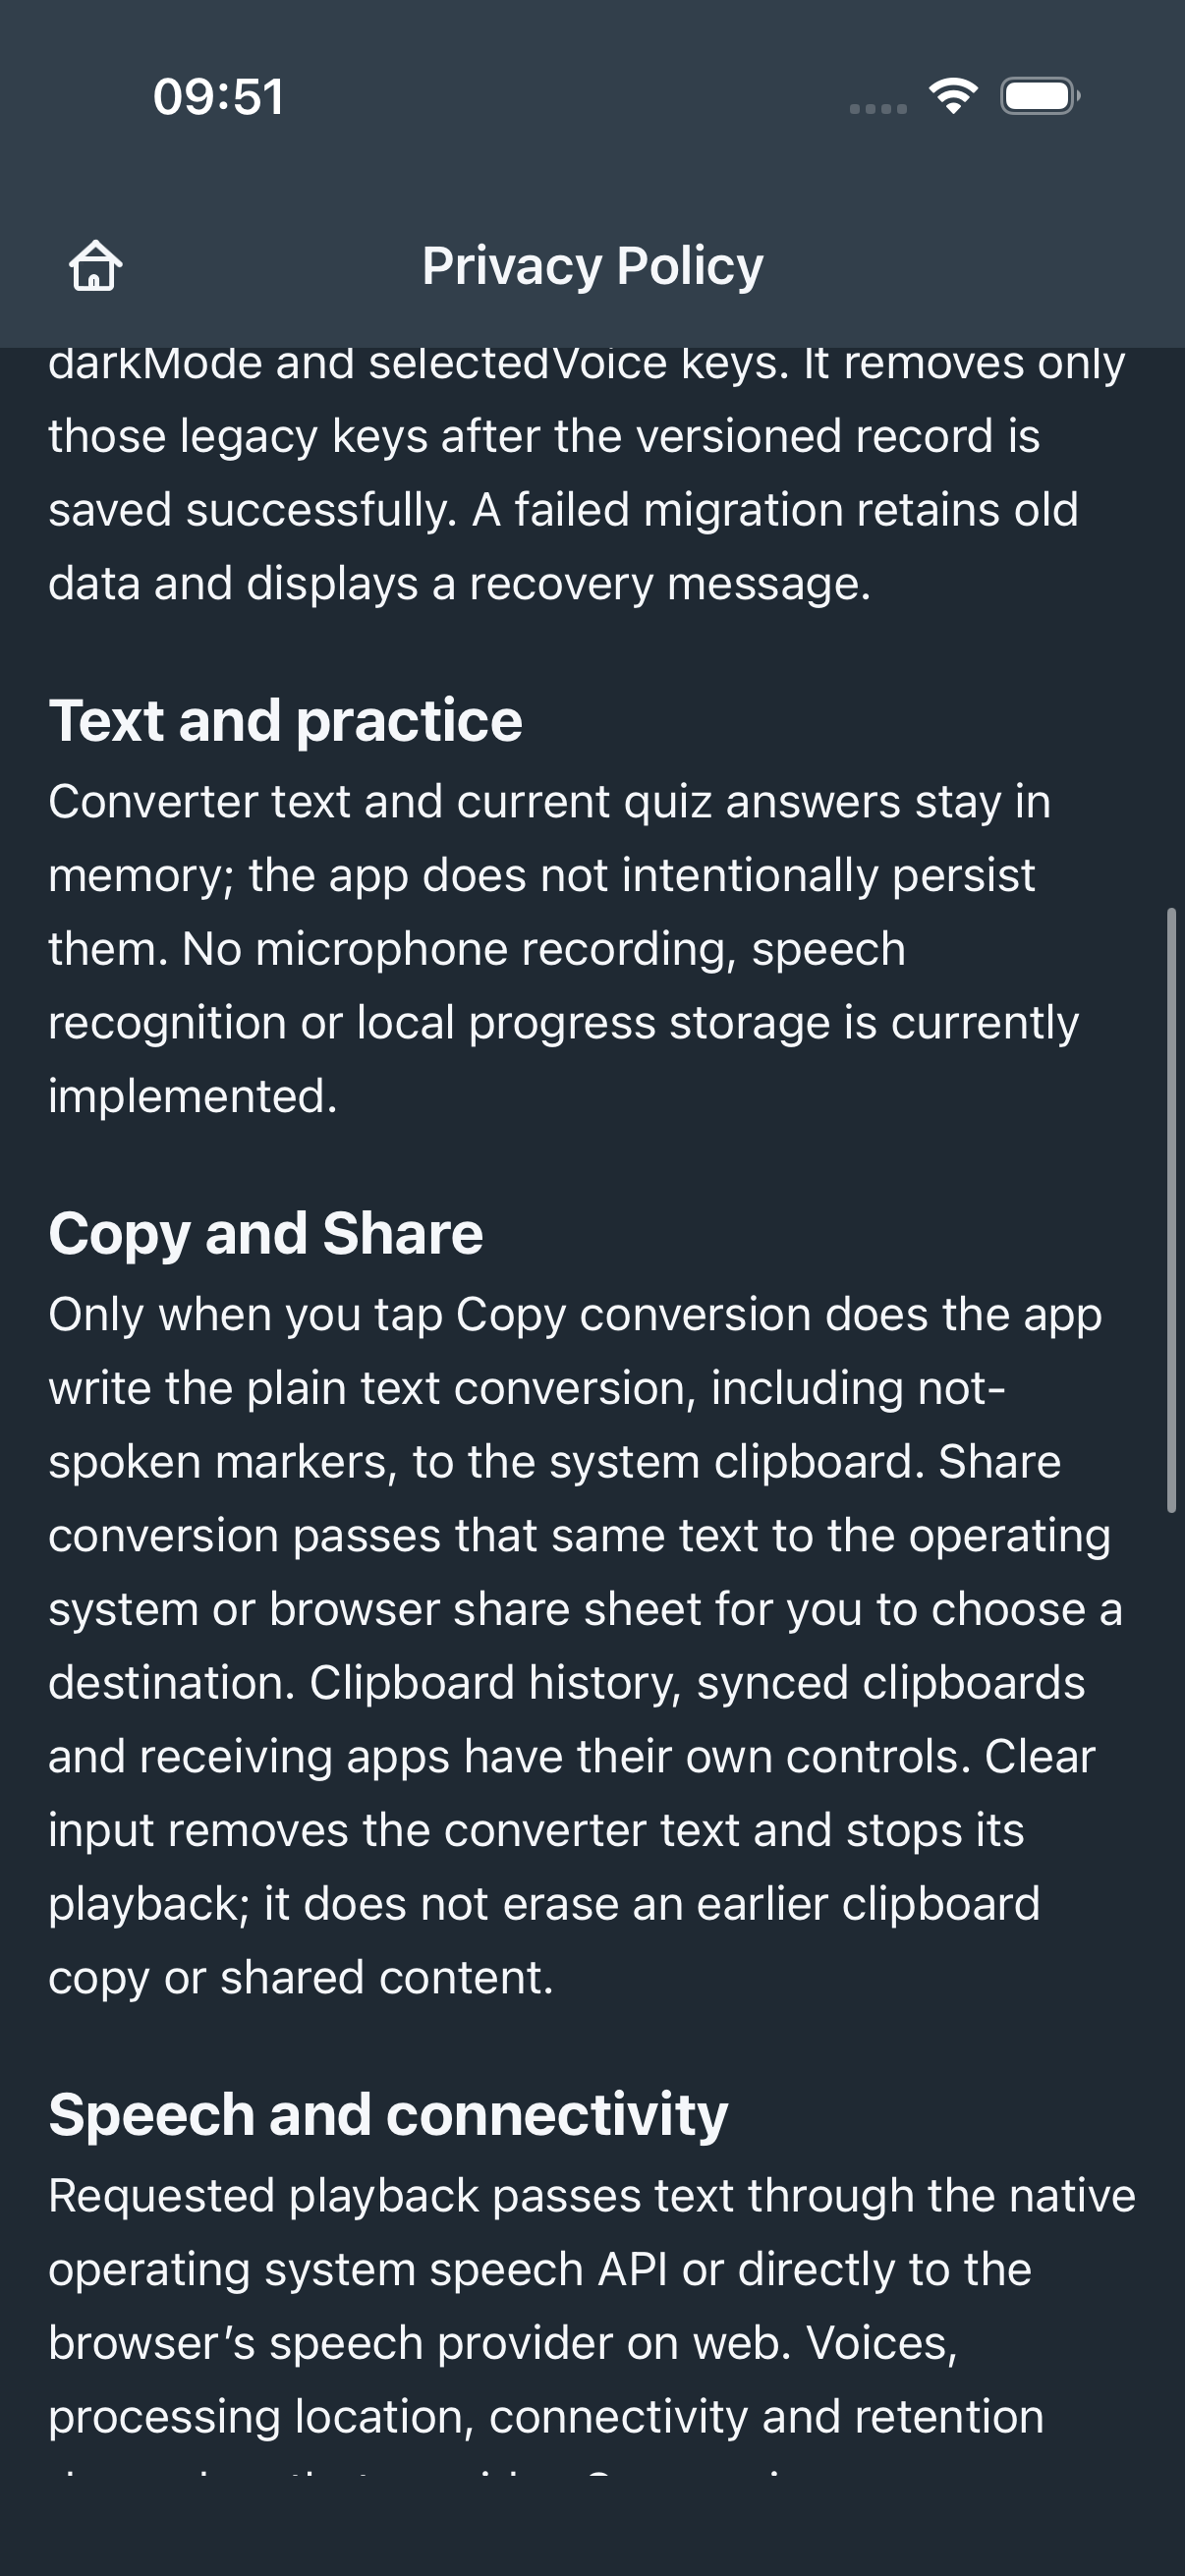 09:51
Privacy Policy
darkMode and selectedVoice keys. It removes only
those legacy keys after the versioned record is
saved successfully. A failed migration retains old
data and displays a recovery message.
Text and practice
Converter text and current quiz answers stay in
memory; the app does not intentionally persist
them. No microphone recording, speech
recognition or local progress storage is currently
implemented.
Copy and Share
Only when you tap Copy conversion does the app
write the plain text conversion, including not-
spoken markers, to the system clipboard. Share
conversion passes that same text to the operating
system or browser share sheet for you to choose a
destination. Clipboard history, synced clipboards
and receiving apps have their own controls. Clear
input removes the converter text and stops its
playback; it does not erase an earlier clipboard
copy or shared content.
Speech and connectivity
Requested playback passes text through the native
operating system speech API or directly to the
browser’s speech provider on web. Voices,
processing location, connectivity and retention